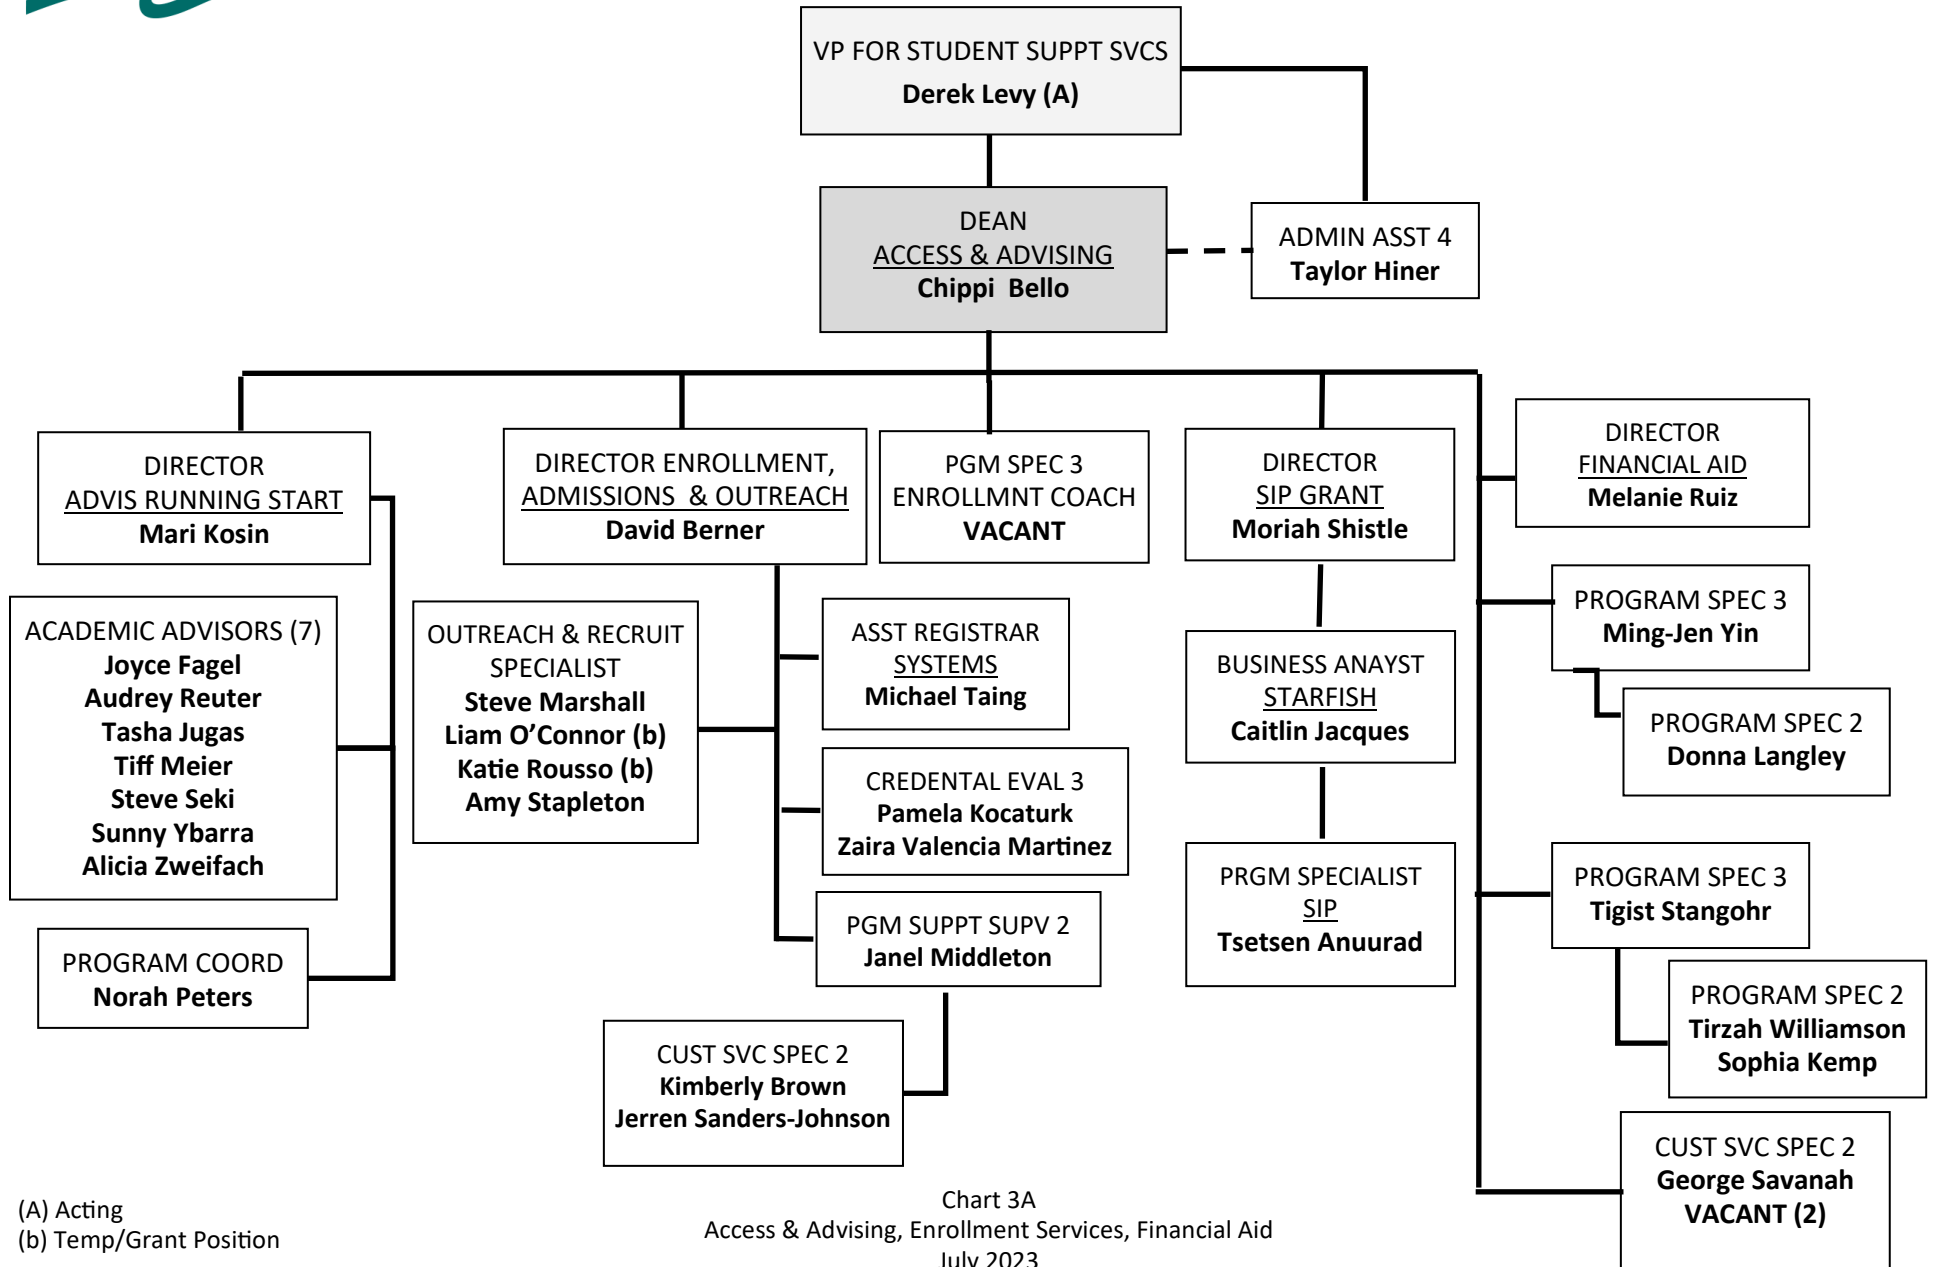 VP FOR STUDENT SUPPT SVCS
Derek Levy (A)
DEAN
ACCESS & ADVISING
Chippi  Bello
ADMIN ASST 4
Taylor Hiner
DIRECTOR
ADVIS RUNNING START
Mari Kosin
ACADEMIC ADVISORS (7)
Joyce Fagel
Audrey Reuter
Tasha Jugas
Tiff Meier
Steve Seki
Sunny Ybarra
Alicia Zweifach
PROGRAM COORD
Norah Peters
DIRECTOR ENROLLMENT,
ADMISSIONS  & OUTREACH
David Berner
OUTREACH & RECRUIT
SPECIALIST
Steve Marshall
Liam O’Connor (b)
Katie Rousso (b)
Amy Stapleton
ASST REGISTRAR
SYSTEMS
Michael Taing
CREDENTAL EVAL 3
Pamela Kocaturk
Zaira Valencia Martinez
PGM SUPPT SUPV 2
Janel Middleton
CUST SVC SPEC 2
Kimberly Brown
Jerren Sanders-Johnson
PGM SPEC 3
ENROLLMNT COACH
VACANT
DIRECTOR
SIP GRANT
Moriah Shistle
BUSINESS ANAYST
STARFISH
Caitlin Jacques
PRGM SPECIALIST
SIP
Tsetsen Anuurad
DIRECTOR
FINANCIAL AID
Melanie Ruiz
PROGRAM SPEC 3
Ming-Jen Yin
PROGRAM SPEC 2
Donna Langley
PROGRAM SPEC 3
Tigist Stangohr
PROGRAM SPEC 2
Tirzah Williamson
Sophia Kemp
CUST SVC SPEC 2
George Savanah
VACANT (2)
(A) Acting
(b) Temp/Grant Position
Chart 3A
Access & Advising, Enrollment Services, Financial Aid
July 2023